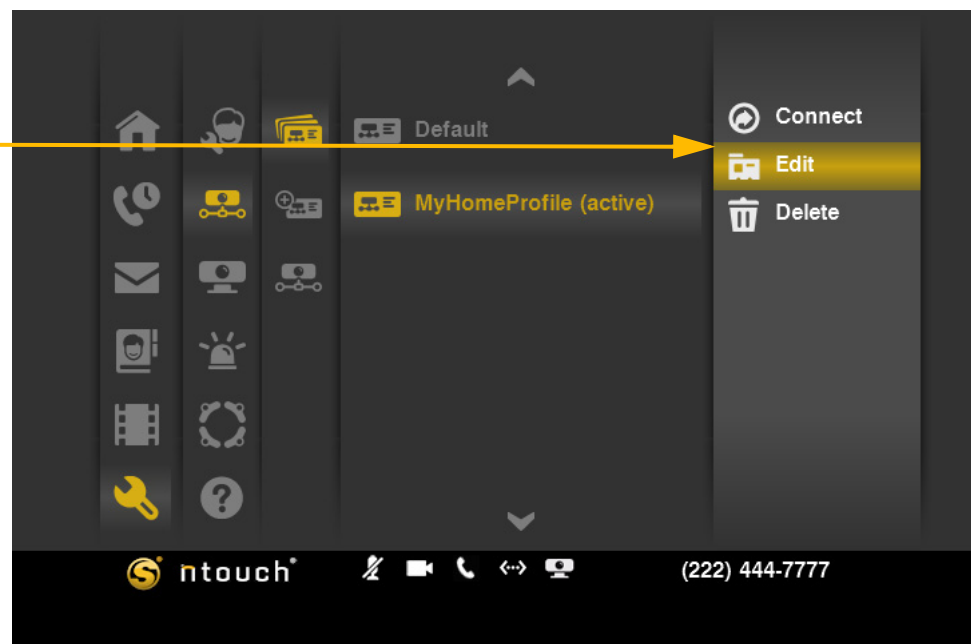 Default
MyHomeProfile (active)
Connect
Edit
Delete
ntouch®
(222) 444-7777